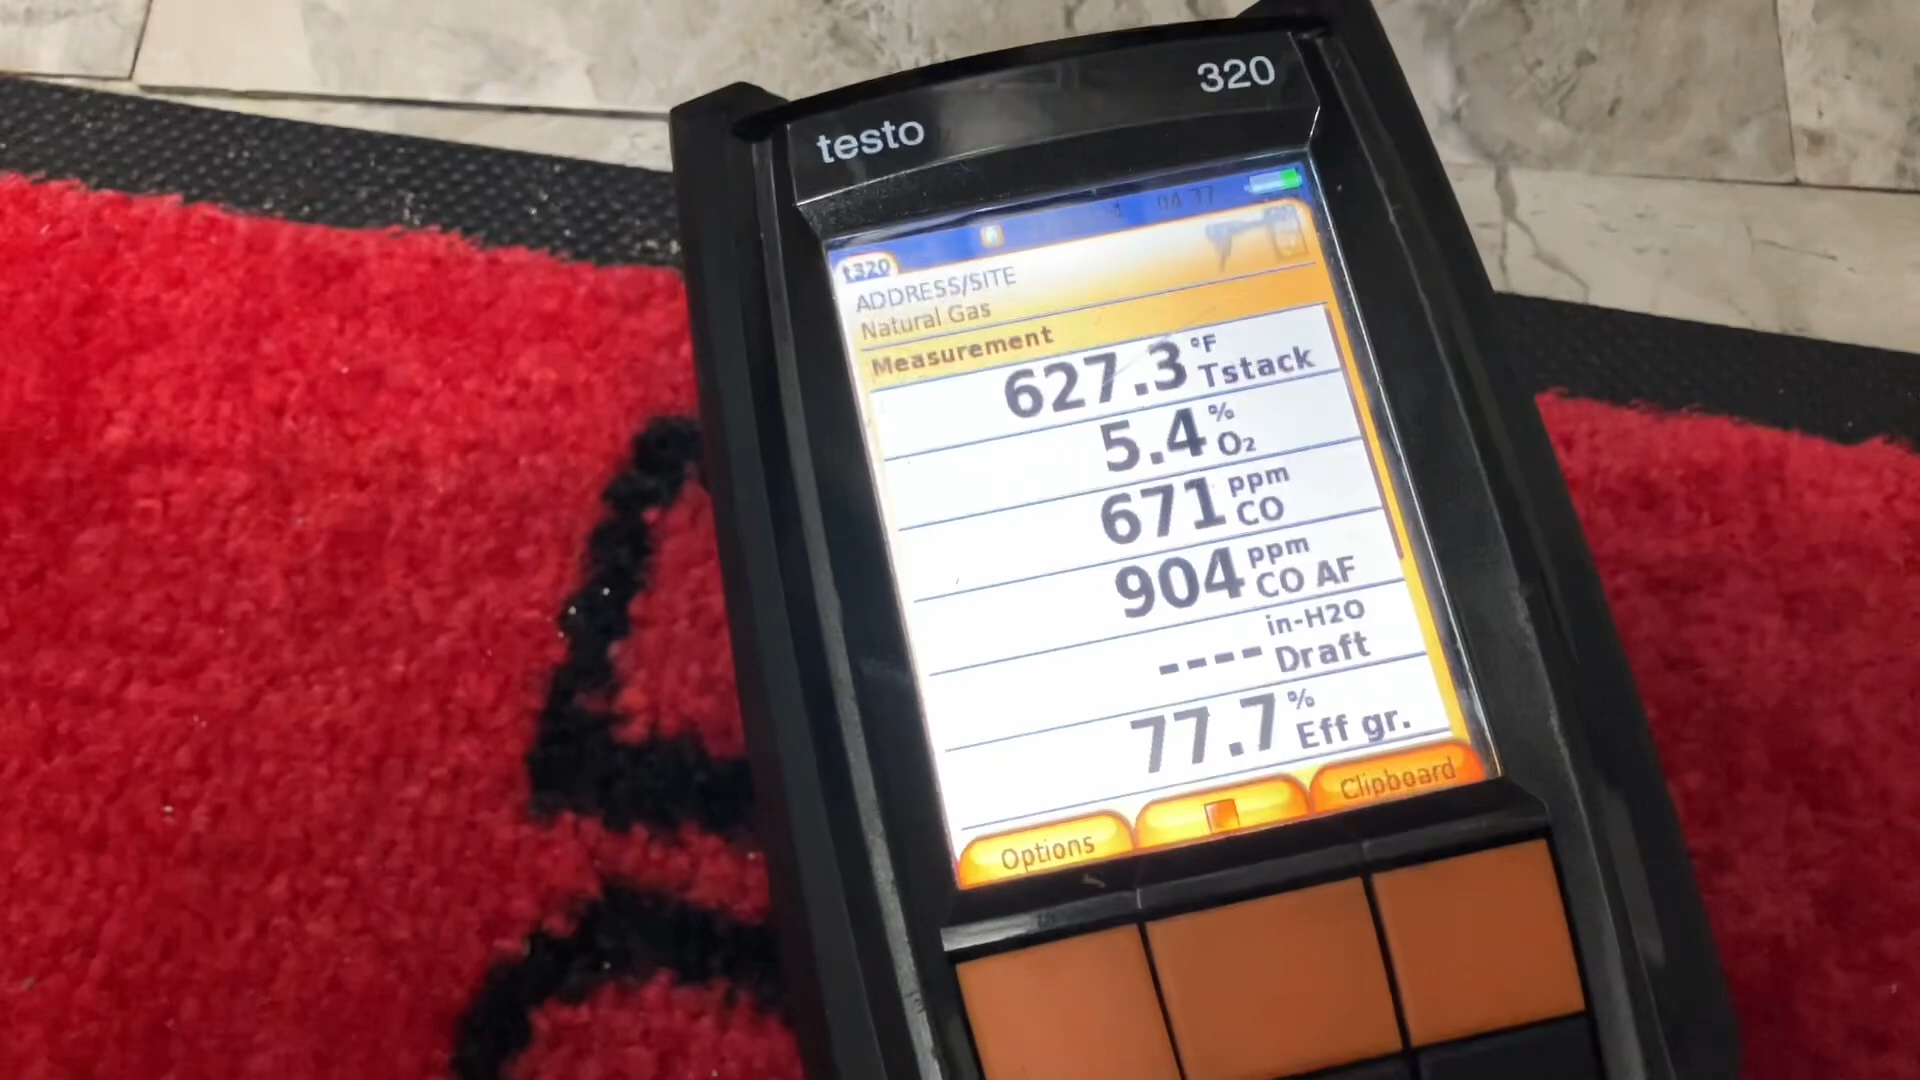 320
testo
t320
ADDRESS/SITE
Natural Gas
Measurement
627.3 °F Tstack
5.4 % O₂
671 ppm CO
904 ppm CO AF
---- in-H2O Draft
77.7 % Eff gr.
Options Clipboard